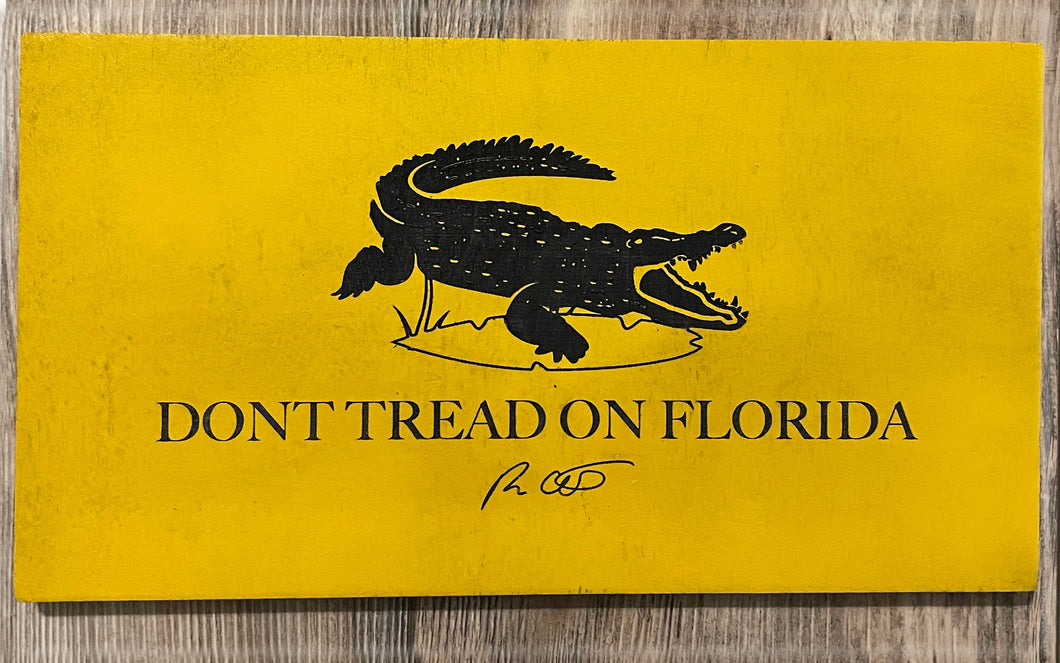 DONT TREAD ON FLORIDA